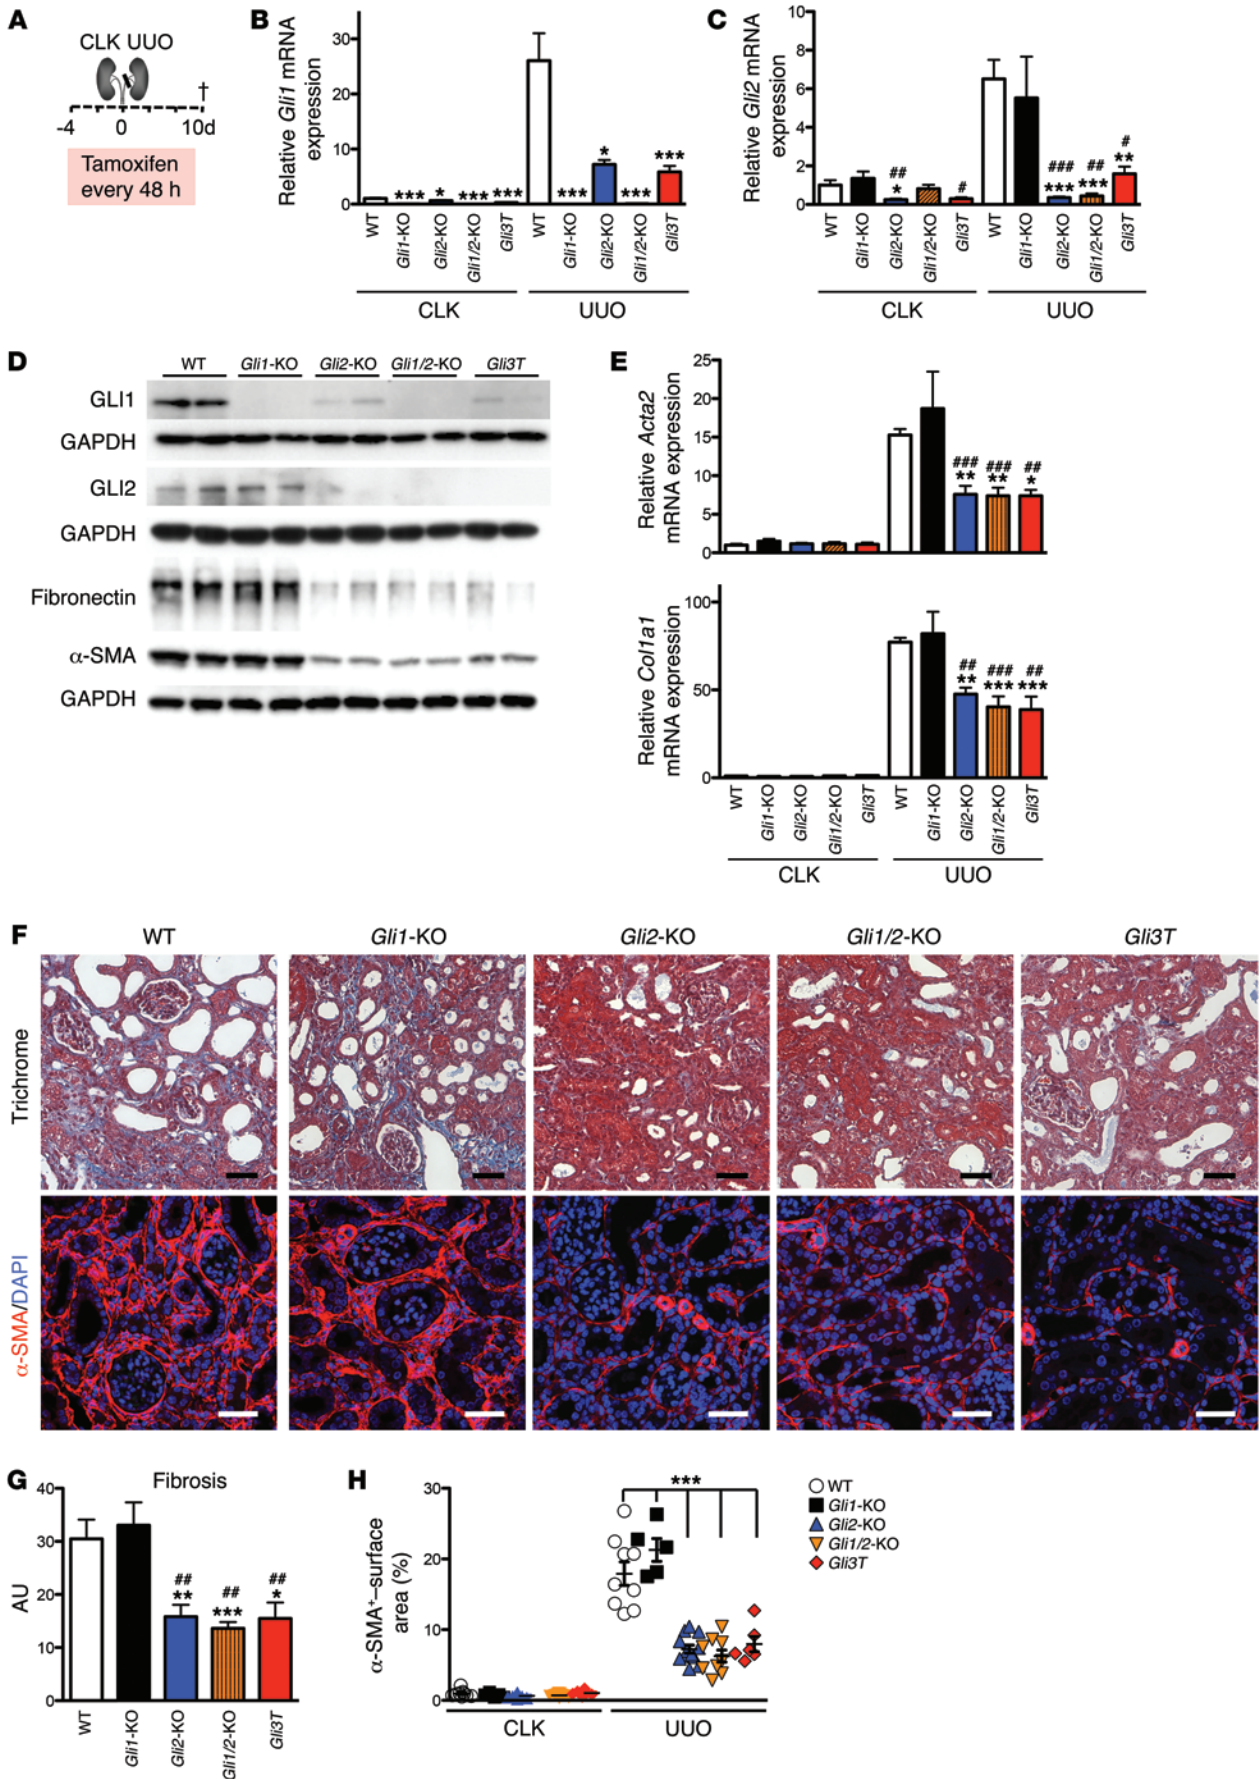 A
CLK UUO
†
-4 0 10d
Tamoxifen
every 48 h
B
Relative Gli1 mRNA
expression
30
20
10
0
*** * *** *** *** * *** ***
WT Gli1-KO Gli2-KO Gli1/2-KO Gli3T WT Gli1-KO Gli2-KO Gli1/2-KO Gli3T
CLK UUO
C
Relative Gli2 mRNA
expression
10
8
6
4
2
0
## # ### ## #
* *** *** **
WT Gli1-KO Gli2-KO Gli1/2-KO Gli3T WT Gli1-KO Gli2-KO Gli1/2-KO Gli3T
CLK UUO
D
WT Gli1-KO Gli2-KO Gli1/2-KO Gli3T
GLI1
GAPDH
GLI2
GAPDH
Fibronectin
α-SMA
GAPDH
E
Relative Acta2
mRNA expression
25
20
15
10
5
0
### ### ##
** ** *
Relative Col1a1
mRNA expression
100
50
0
## ### ##
** *** ***
WT Gli1-KO Gli2-KO Gli1/2-KO Gli3T WT Gli1-KO Gli2-KO Gli1/2-KO Gli3T
CLK UUO
F
WT Gli1-KO Gli2-KO Gli1/2-KO Gli3T
Trichrome
α-SMA/DAPI
G
Fibrosis
AU
40
30
20
10
0
## ## ##
** *** *
WT Gli1-KO Gli2-KO Gli1/2-KO Gli3T
H
α-SMA+–surface
area (%)
30
20
10
0
***
CLK UUO
WT
Gli1-KO
Gli2-KO
Gli1/2-KO
Gli3T